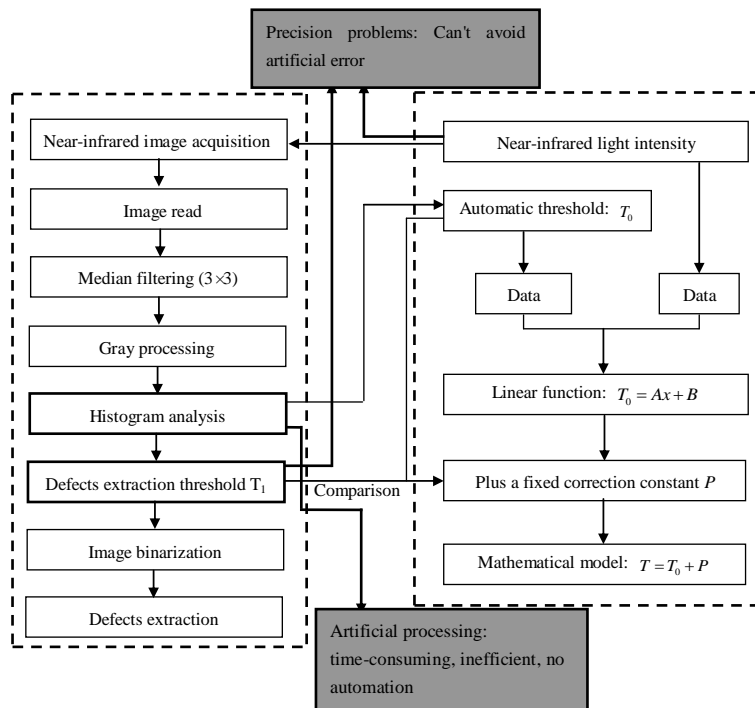 Precision problems: Can't avoid
artificial error
Near-infrared image acquisition
Image read
Median filtering (3×3)
Gray processing
Histogram analysis
Defects extraction threshold T₁
Image binarization
Defects extraction
Comparison
Near-infrared light intensity
Automatic threshold: T₀
Data
Data
Linear function: T₀ = Ax + B
Plus a fixed correction constant P
Mathematical model: T = T₀ + P
Artificial processing:
time-consuming, inefficient, no
automation